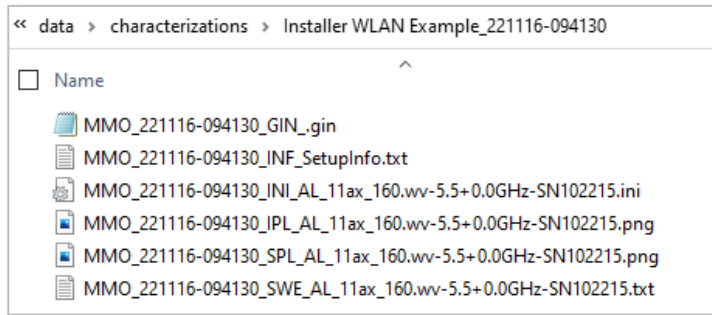 « data › characterizations › Installer WLAN Example_221116-094130
Name
MMO_221116-094130_GIN_.gin
MMO_221116-094130_INF_SetupInfo.txt
MMO_221116-094130_INI_AL_11ax_160.wv-5.5+0.0GHz-SN102215.ini
MMO_221116-094130_IPL_AL_11ax_160.wv-5.5+0.0GHz-SN102215.png
MMO_221116-094130_SPL_AL_11ax_160.wv-5.5+0.0GHz-SN102215.png
MMO_221116-094130_SWE_AL_11ax_160.wv-5.5+0.0GHz-SN102215.txt